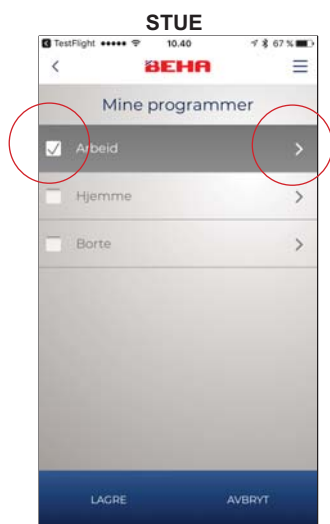 STUE
TestFlight 10.40 67 %
BEHA
Mine programmer
Arbeid
Hjemme
Borte
LAGRE AVBRYT